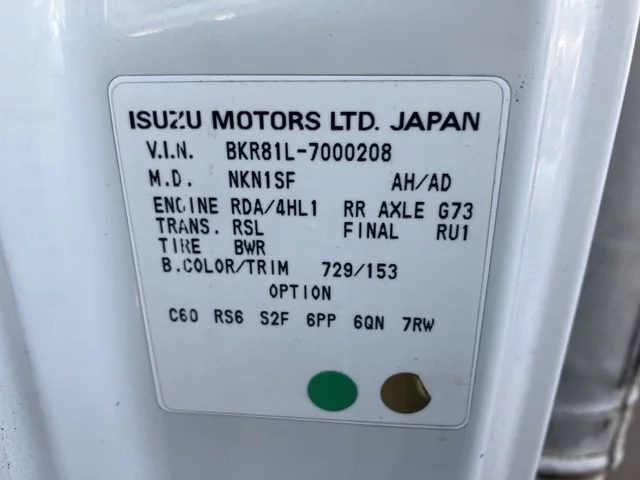 ISUZU MOTORS LTD. JAPAN
V.I.N. BKR81L-7000208
M.D. NKN1SF AH/AD
ENGINE RDA/4HL1 RR AXLE G73
TRANS. RSL FINAL RU1
TIRE BWR
B.COLOR/TRIM 729/153
OPTION
C60 RS6 S2F 6PP 6QN 7RW